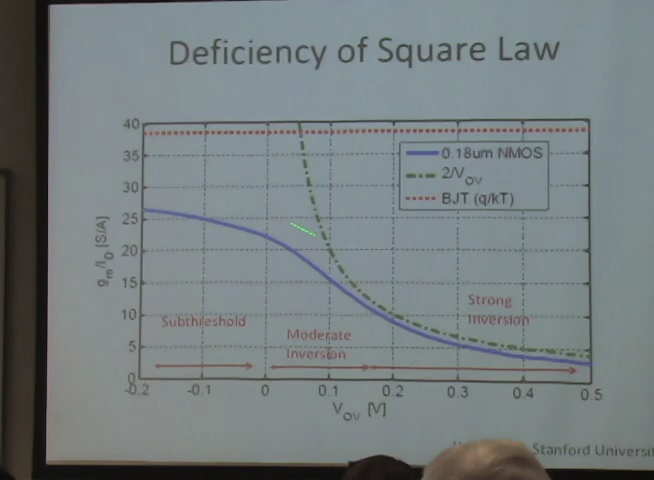 Deficiency of Square Law
40
35
30
25
20
15
10
5
0
g_m/I_D [S/A]
0.18um NMOS
2/V_OV
BJT (q/kT)
Subthreshold
Moderate
Inversion
Strong
Inversion
-0.2 -0.1 0 0.1 0.2 0.3 0.4 0.5
V_OV [V]
Stanford